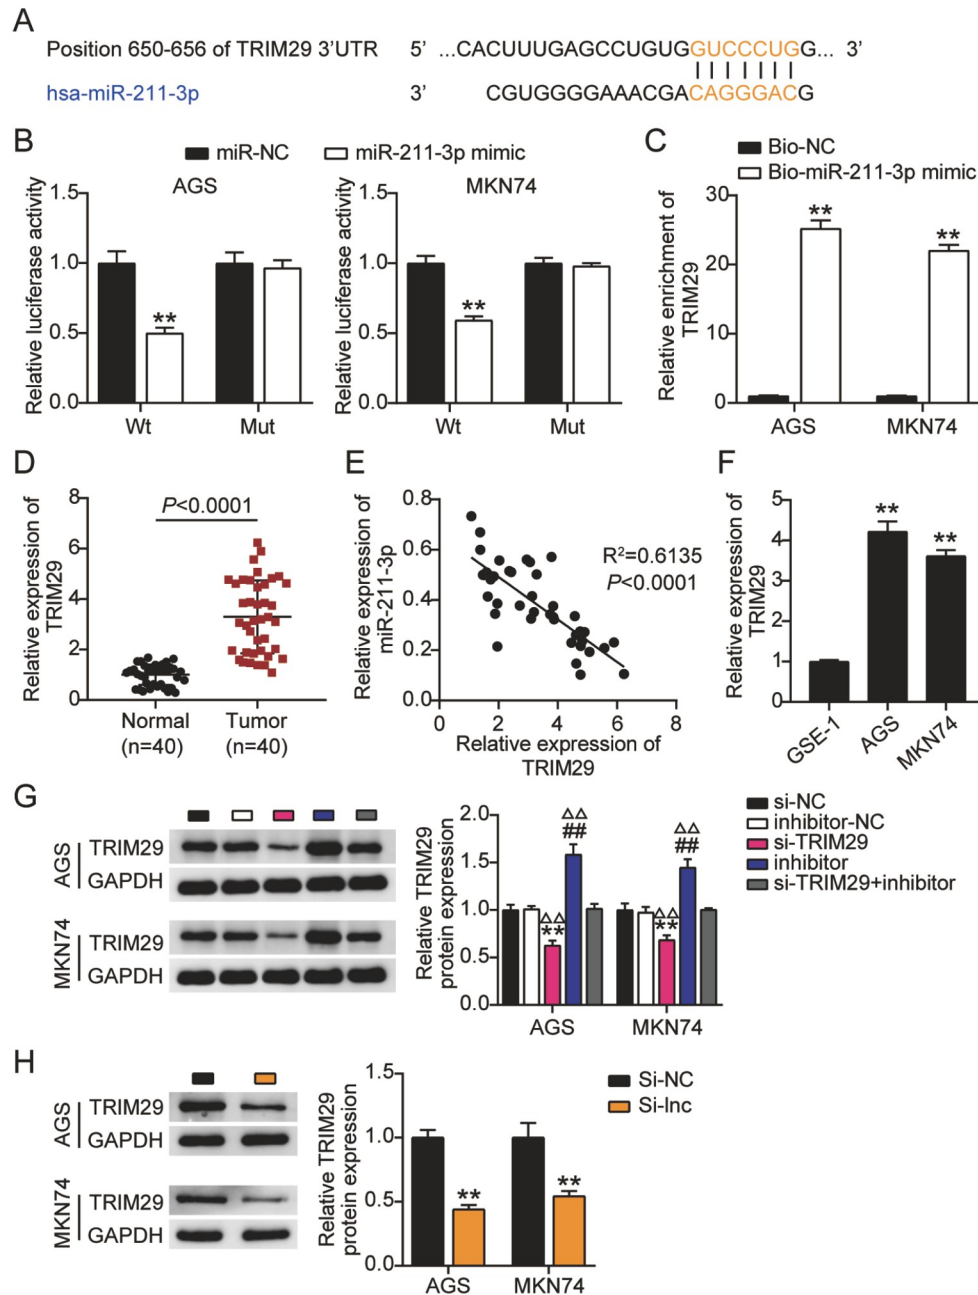 A
Position 650-656 of TRIM29 3'UTR 5' ...CACUUUGAGCCUGUGGUCCCUGG... 3'
hsa-miR-211-3p 3' CGUGGGGAAACGACAGGGACG
B
miR-NC miR-211-3p mimic
AGS
Relative luciferase activity
1.5
1.0
0.5
0.0
**
Wt Mut
MKN74
Relative luciferase activity
1.5
1.0
0.5
0.0
**
Wt Mut
C
Bio-NC
Bio-miR-211-3p mimic
Relative enrichment of
TRIM29
30
20
10
0
** **
AGS MKN74
D
Relative expression of
TRIM29
8
6
4
2
0
P<0.0001
Normal Tumor
(n=40) (n=40)
E
Relative expression of
miR-211-3p
0.8
0.6
0.4
0.2
0.0
R²=0.6135
P<0.0001
0 2 4 6 8
Relative expression of
TRIM29
F
Relative expression of
TRIM29
5
4
3
2
1
0
** **
GSE-1 AGS MKN74
G
AGS
TRIM29
GAPDH
MKN74
TRIM29
GAPDH
Relative TRIM29
protein expression
2.0
1.5
1.0
0.5
0.0
△△ △△
## ##
△△ △△
** **
AGS MKN74
si-NC
inhibitor-NC
si-TRIM29
inhibitor
si-TRIM29+inhibitor
H
AGS
TRIM29
GAPDH
MKN74
TRIM29
GAPDH
Relative TRIM29
protein expression
1.5
1.0
0.5
0.0
** **
AGS MKN74
Si-NC
Si-lnc